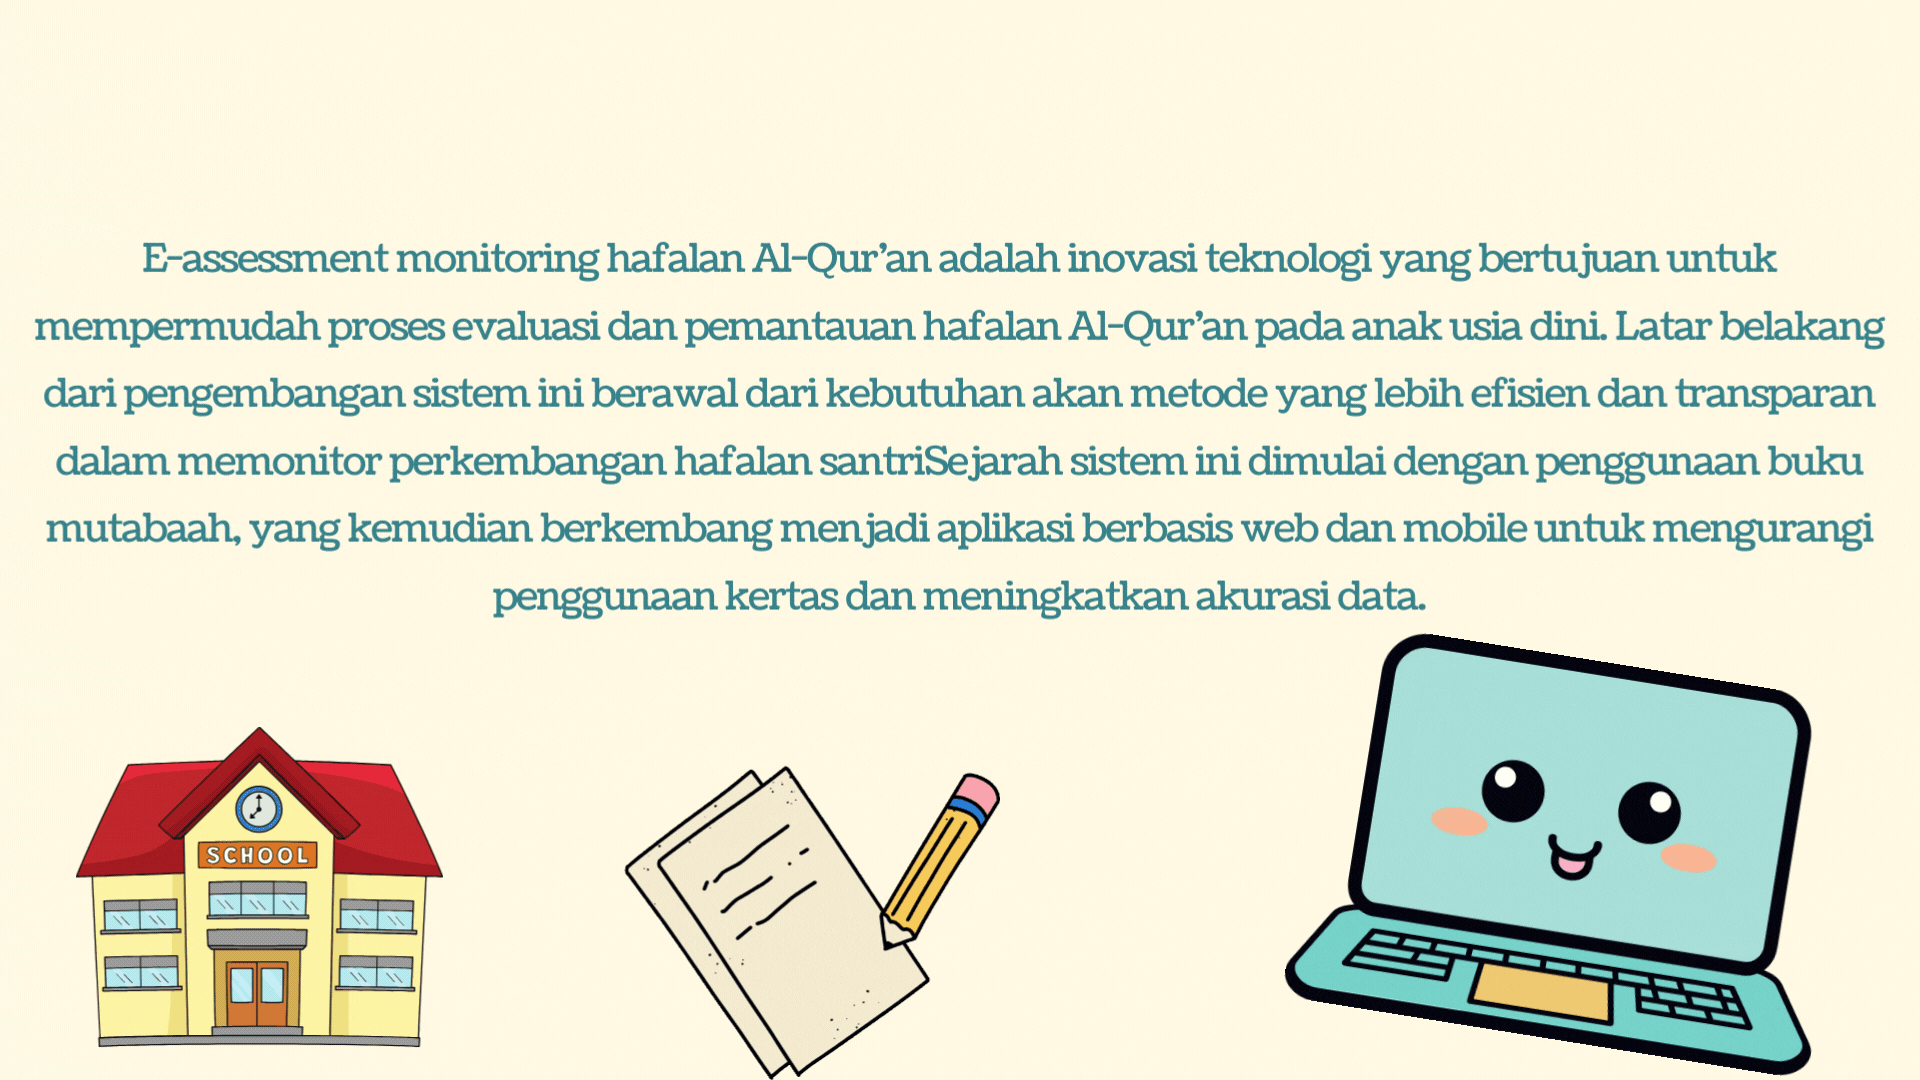 E-assessment monitoring hafalan Al-Qur’an adalah inovasi teknologi yang bertujuan untuk
mempermudah proses evaluasi dan pemantauan hafalan Al-Qur’an pada anak usia dini. Latar belakang
dari pengembangan sistem ini berawal dari kebutuhan akan metode yang lebih efisien dan transparan
dalam memonitor perkembangan hafalan santriSejarah sistem ini dimulai dengan penggunaan buku
mutabaah, yang kemudian berkembang menjadi aplikasi berbasis web dan mobile untuk mengurangi
penggunaan kertas dan meningkatkan akurasi data.
SCHOOL